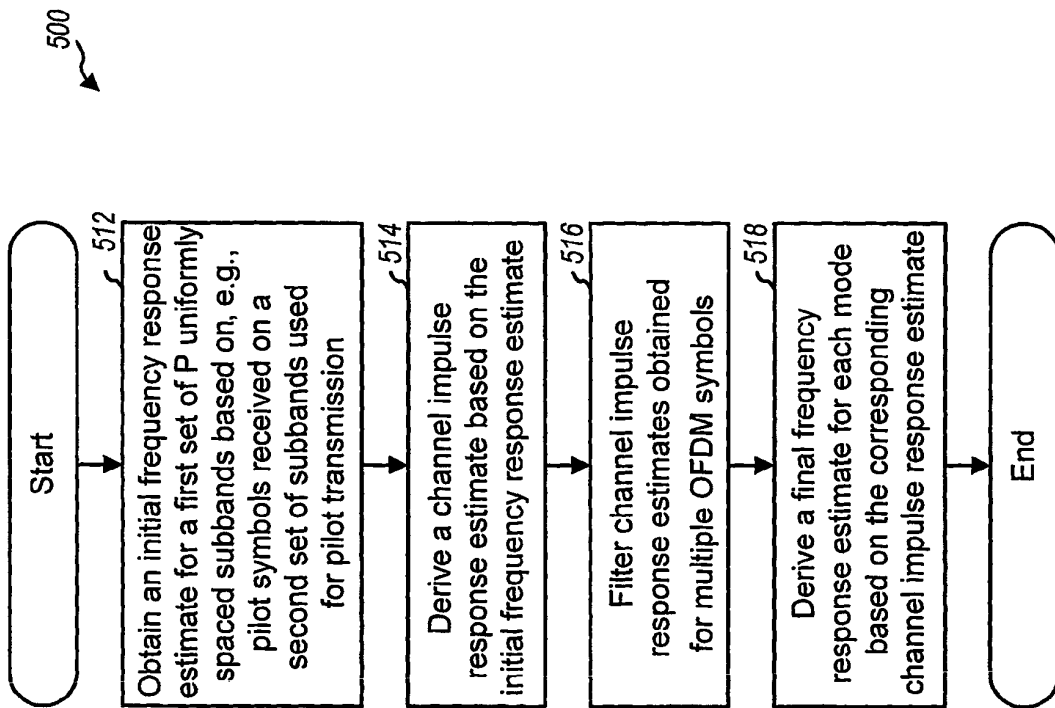 500
Start
512
Obtain an initial frequency response
estimate for a first set of P uniformly
spaced subbands based on, e.g.,
pilot symbols received on a
second set of subbands used
for pilot transmission
514
Derive a channel impulse
response estimate based on the
initial frequency response estimate
516
Filter channel impulse
response estimates obtained
for multiple OFDM symbols
518
Derive a final frequency
response estimate for each mode
based on the corresponding
channel impulse response estimate
End